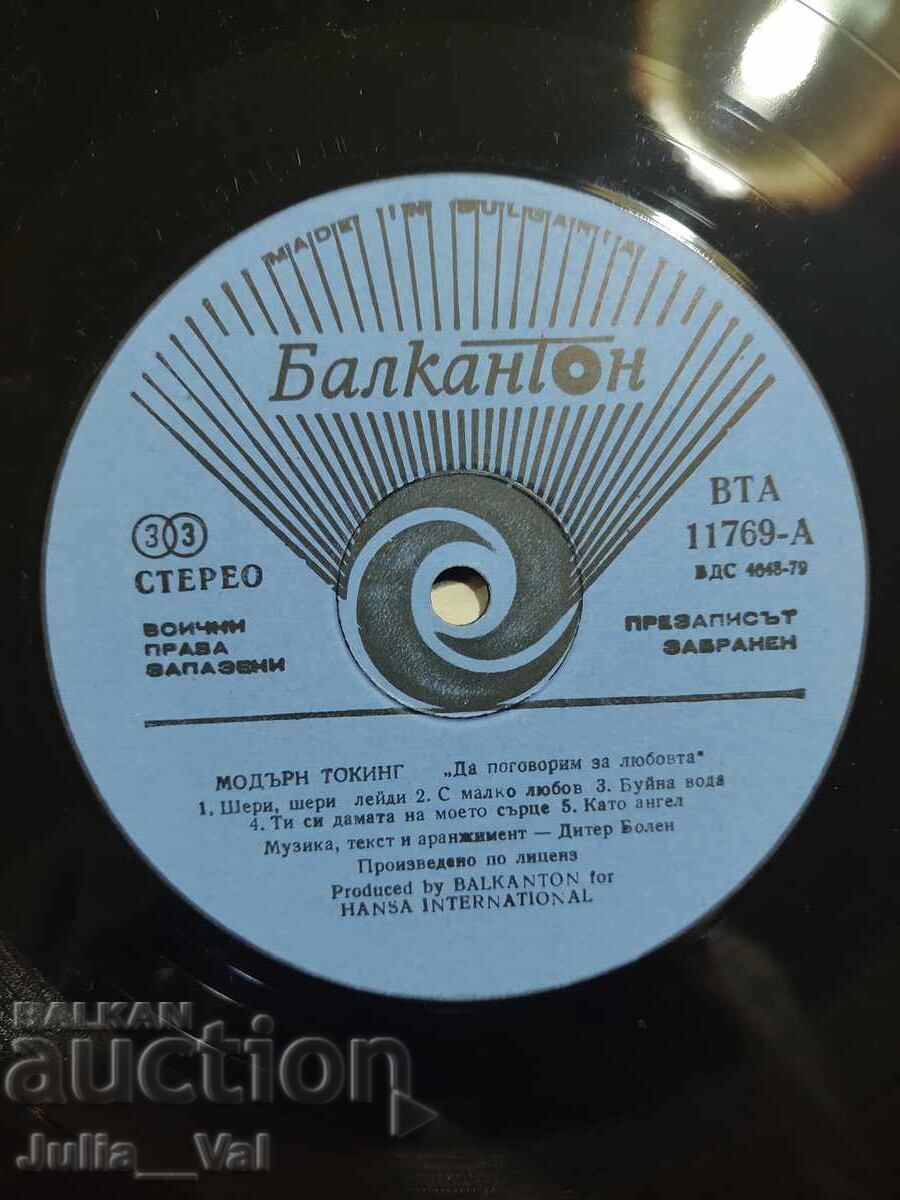 MADE IN BULGARIA
Балкантон
33
СТЕРЕО
ВСИЧКИ
ПРАВА
ЗАПАЗЕНИ
ВТА
11769-А
БДС 4048-79
ПРЕЗАПИСЪТ
ЗАБРАНЕН
МОДЪРН ТОКИНГ „Да поговорим за любовта"
1. Шери, шери лейди 2. С малко любов 3. Буйна вода
4. Ти си дамата на моето сърце 5. Като ангел
Музика, текст и аранжимент — Дитер Болен
Произведено по лиценз
Produced by BALKANTON for
HANSA INTERNATIONAL
BALKAN
auction
Julia__Val